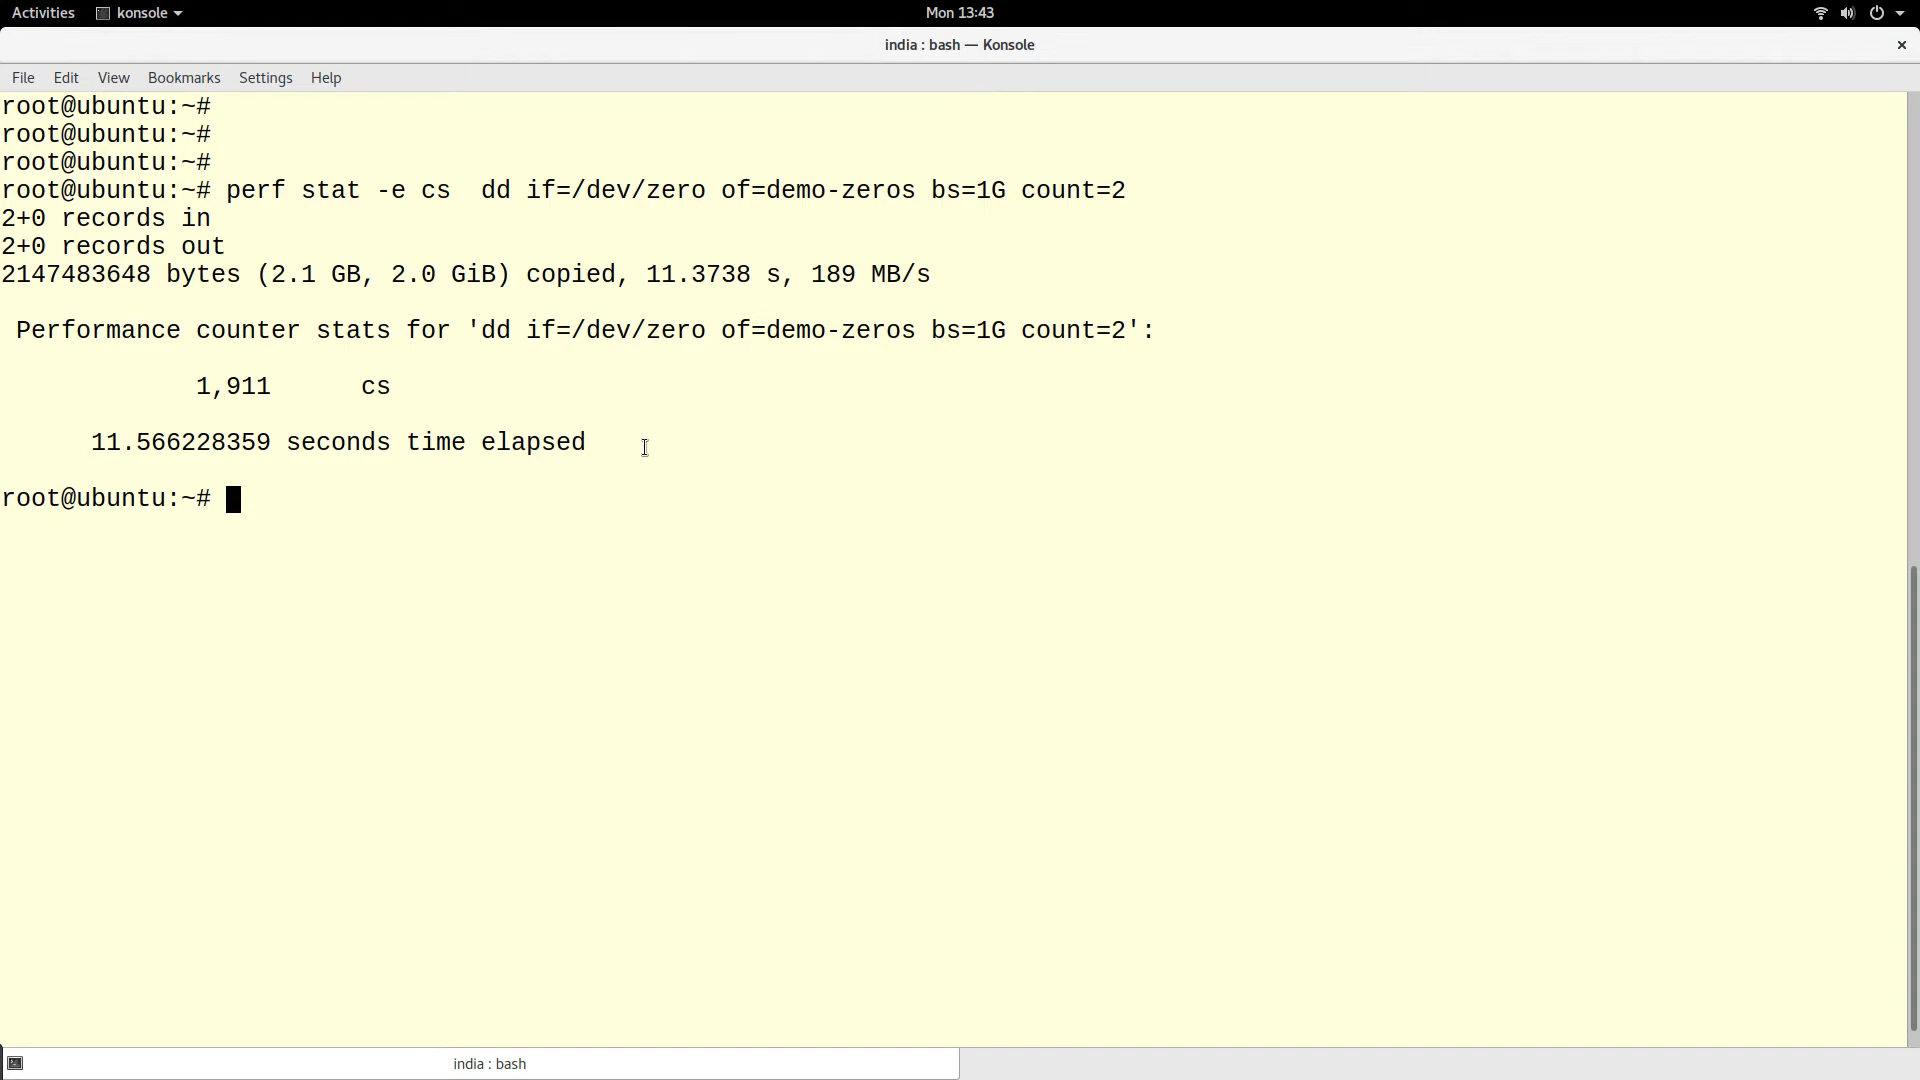 Activities konsole Mon 13:43
india : bash — Konsole
File Edit View Bookmarks Settings Help
root@ubuntu:~#
root@ubuntu:~#
root@ubuntu:~#
root@ubuntu:~# perf stat -e cs  dd if=/dev/zero of=demo-zeros bs=1G count=2
2+0 records in
2+0 records out
2147483648 bytes (2.1 GB, 2.0 GiB) copied, 11.3738 s, 189 MB/s
Performance counter stats for 'dd if=/dev/zero of=demo-zeros bs=1G count=2':
1,911      cs
11.566228359 seconds time elapsed
root@ubuntu:~#
india : bash